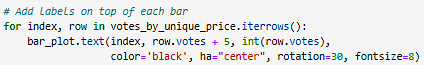 # Add labels on top of each bar
for index, row in votes_by_unique_price.iterrows():
    bar_plot.text(index, row.votes + 5, int(row.votes),
                  color='black', ha="center", rotation=30, fontsize=8)